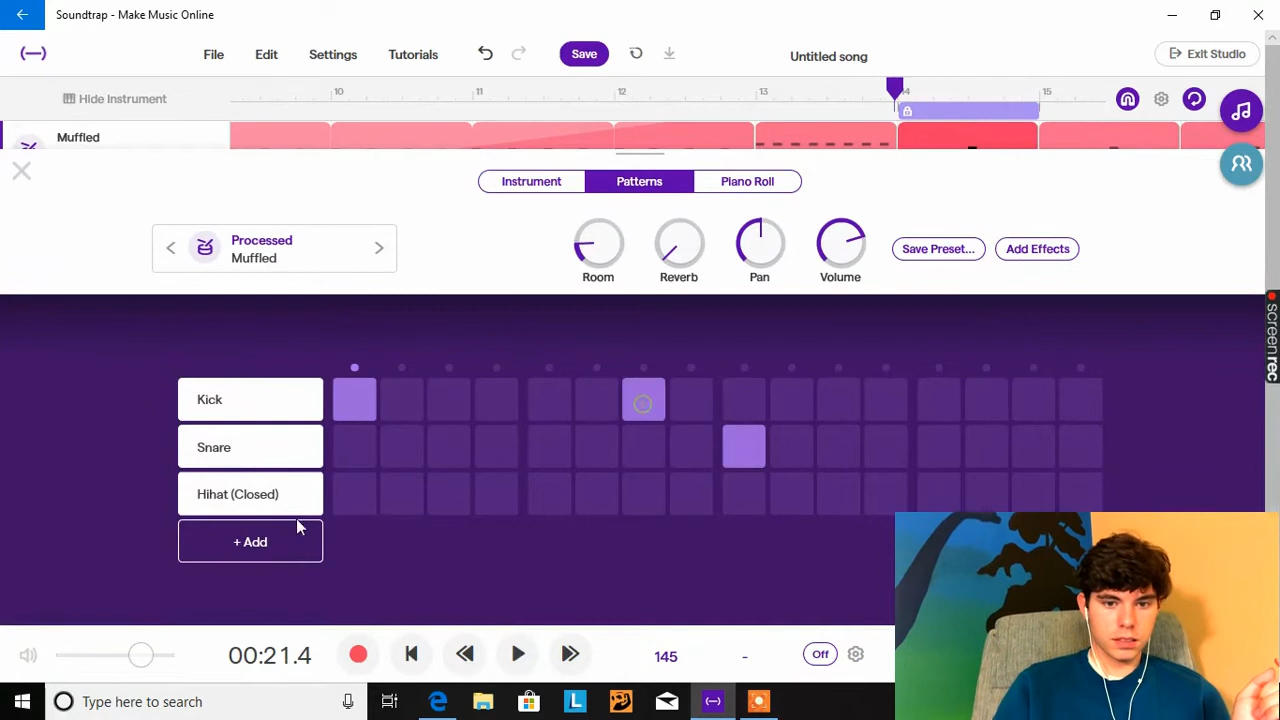 Soundtrap - Make Music Online
File Edit Settings Tutorials Save Untitled song Exit Studio
Hide Instrument 10 11 12 13 14 15
Muffled
Instrument Patterns Piano Roll
Processed
Muffled
Save Preset... Add Effects
Room Reverb Pan Volume
Kick
Snare
Hihat (Closed)
+ Add
screenrec
00:21.4 145 - Off
Type here to search